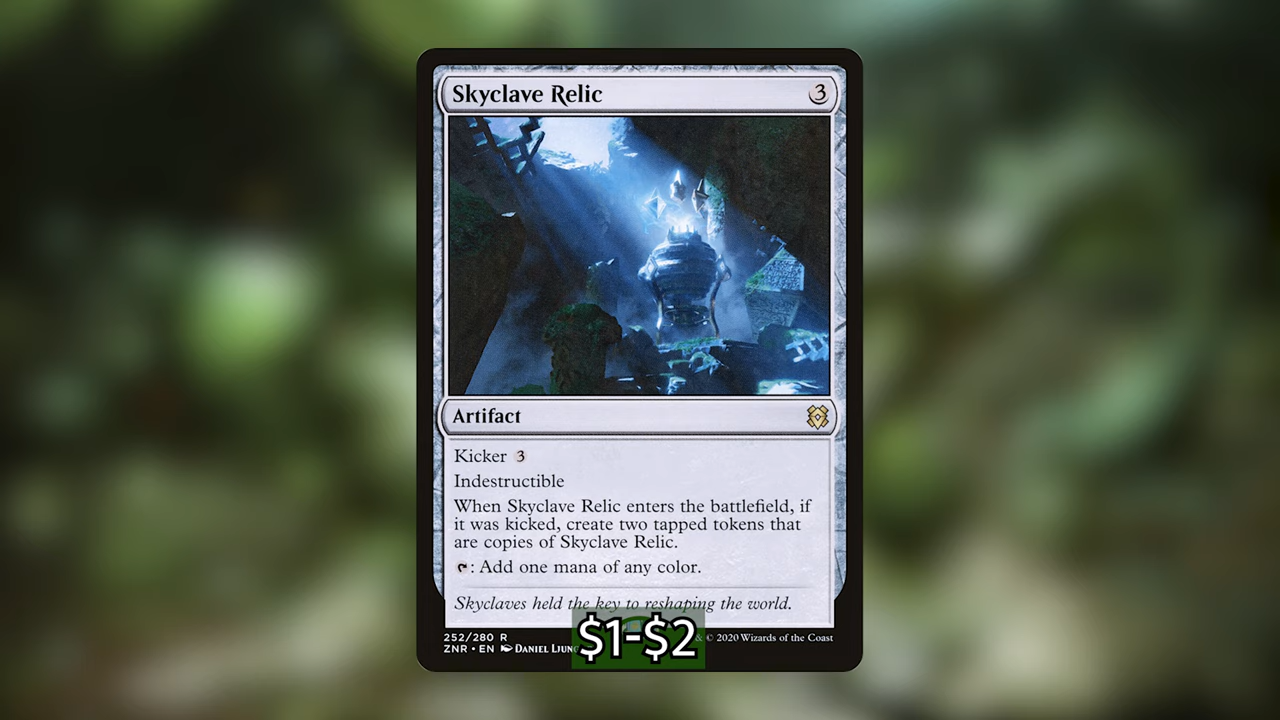 Skyclave Relic 3
Artifact
Kicker 3
Indestructible
When Skyclave Relic enters the battlefield, if
it was kicked, create two tapped tokens that
are copies of Skyclave Relic.
: Add one mana of any color.
Skyclaves held the key to reshaping the world.
252/280 R
& © 2020 Wizards of the Coast
ZNR • EN DANIEL
$1-$2